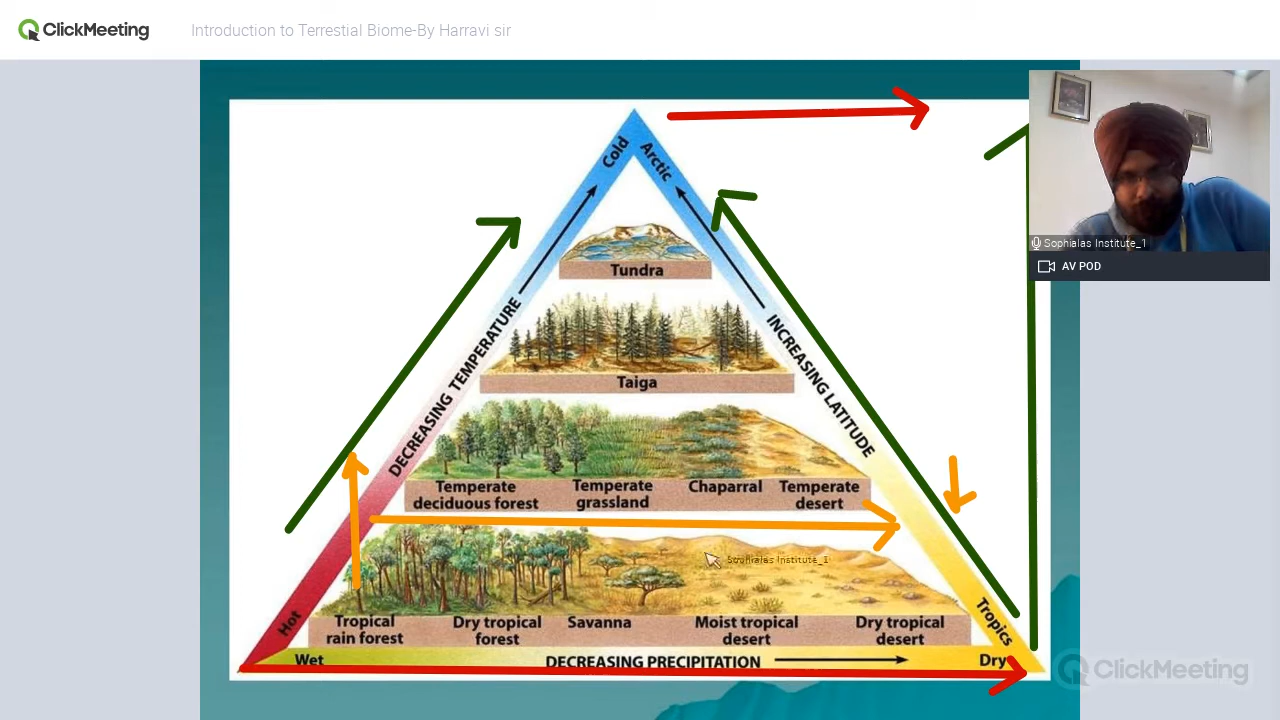 ClickMeeting
Introduction to Terrestial Biome-By Harravi sir
Cold
Arctic
Tundra
DECREASING TEMPERATURE
INCREASING LATITUDE
Taiga
Temperate
deciduous forest
Temperate
grassland
Chaparral
Temperate
desert
Sophialas Institute_1
Hot
Tropics
Tropical
rain forest
Dry tropical
forest
Savanna
Moist tropical
desert
Dry tropical
desert
Wet
DECREASING PRECIPITATION
Dry
Sophialas Institute_1
AV POD
ClickMeeting